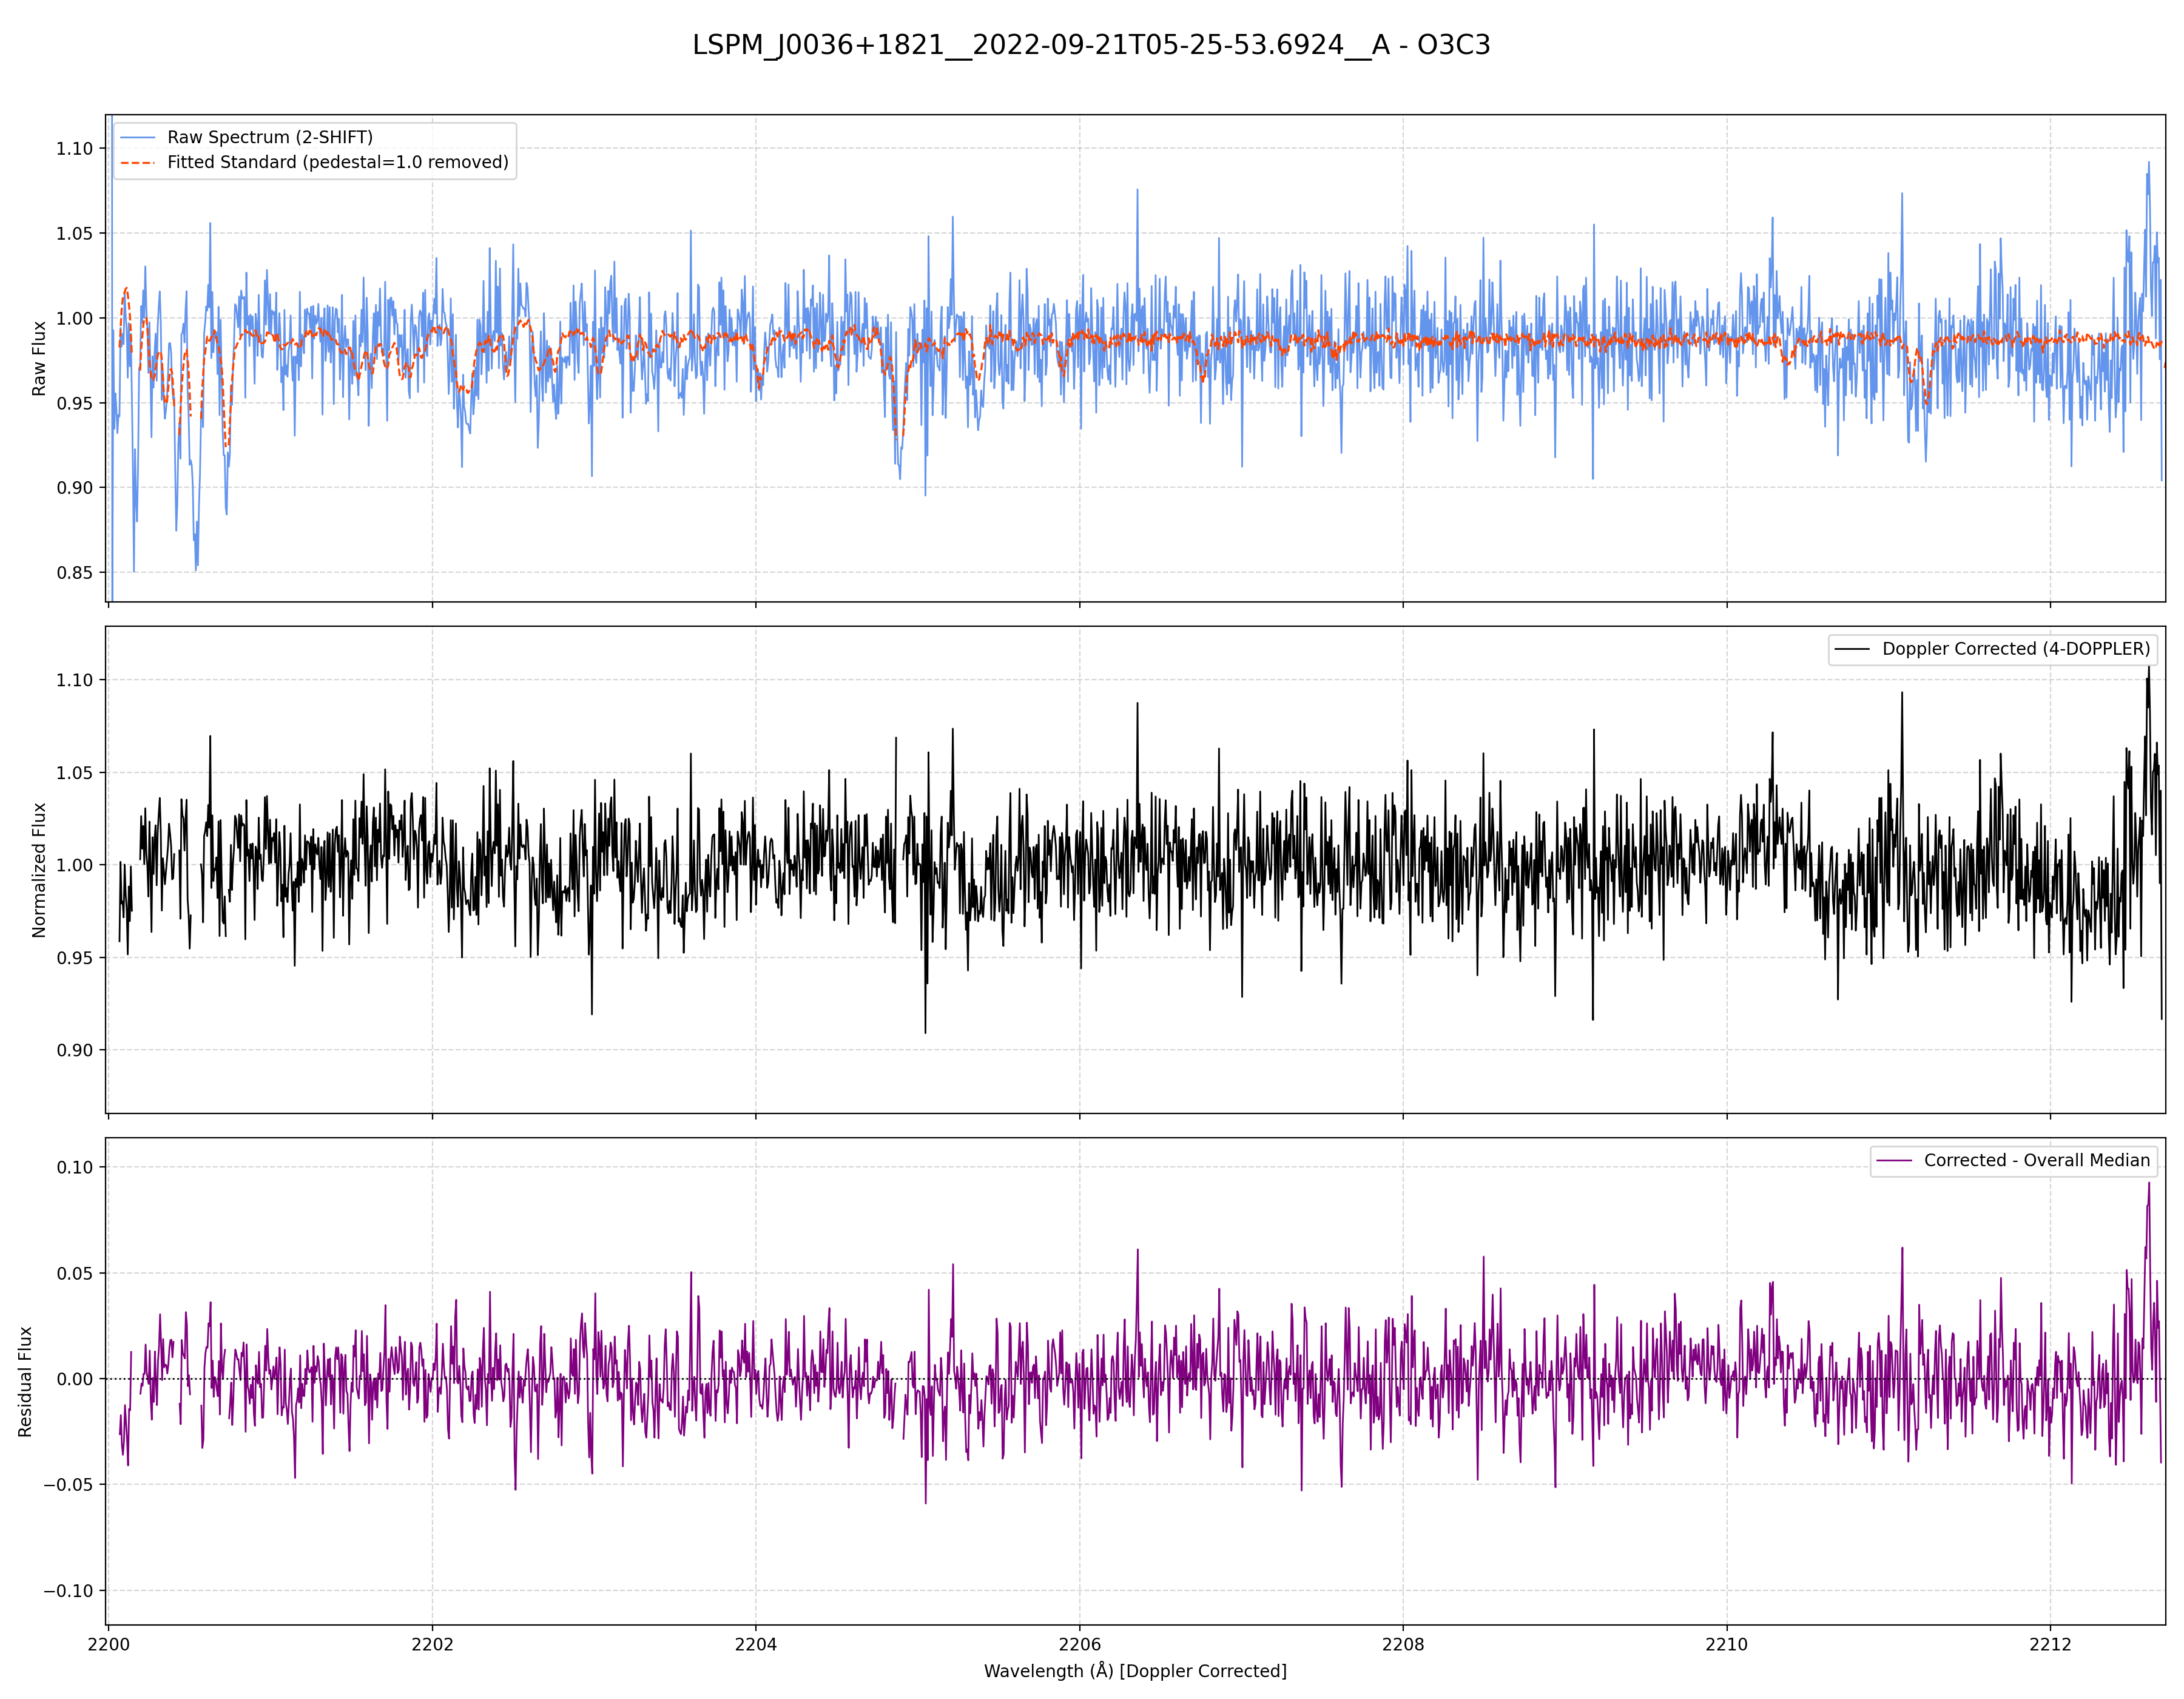 LSPM_J0036+1821__2022-09-21T05-25-53.6924__A - O3C3
Raw Spectrum (2-SHIFT)
Fitted Standard (pedestal=1.0 removed)
1.10
1.05
1.00
0.95
0.90
0.85
Raw Flux
Doppler Corrected (4-DOPPLER)
1.10
1.05
1.00
0.95
0.90
Normalized Flux
Corrected - Overall Median
0.10
0.05
0.00
−0.05
−0.10
Residual Flux
2200
2202
2204
2206
2208
2210
2212
Wavelength (Å) [Doppler Corrected]